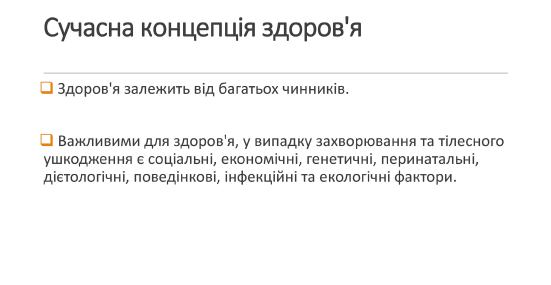 Сучасна концепція здоров'я
Здоров'я залежить від багатьох чинників.
Важливими для здоров'я, у випадку захворювання та тілесного
ушкодження є соціальні, економічні, генетичні, перинатальні,
дієтологічні, поведінкові, інфекційні та екологічні фактори.